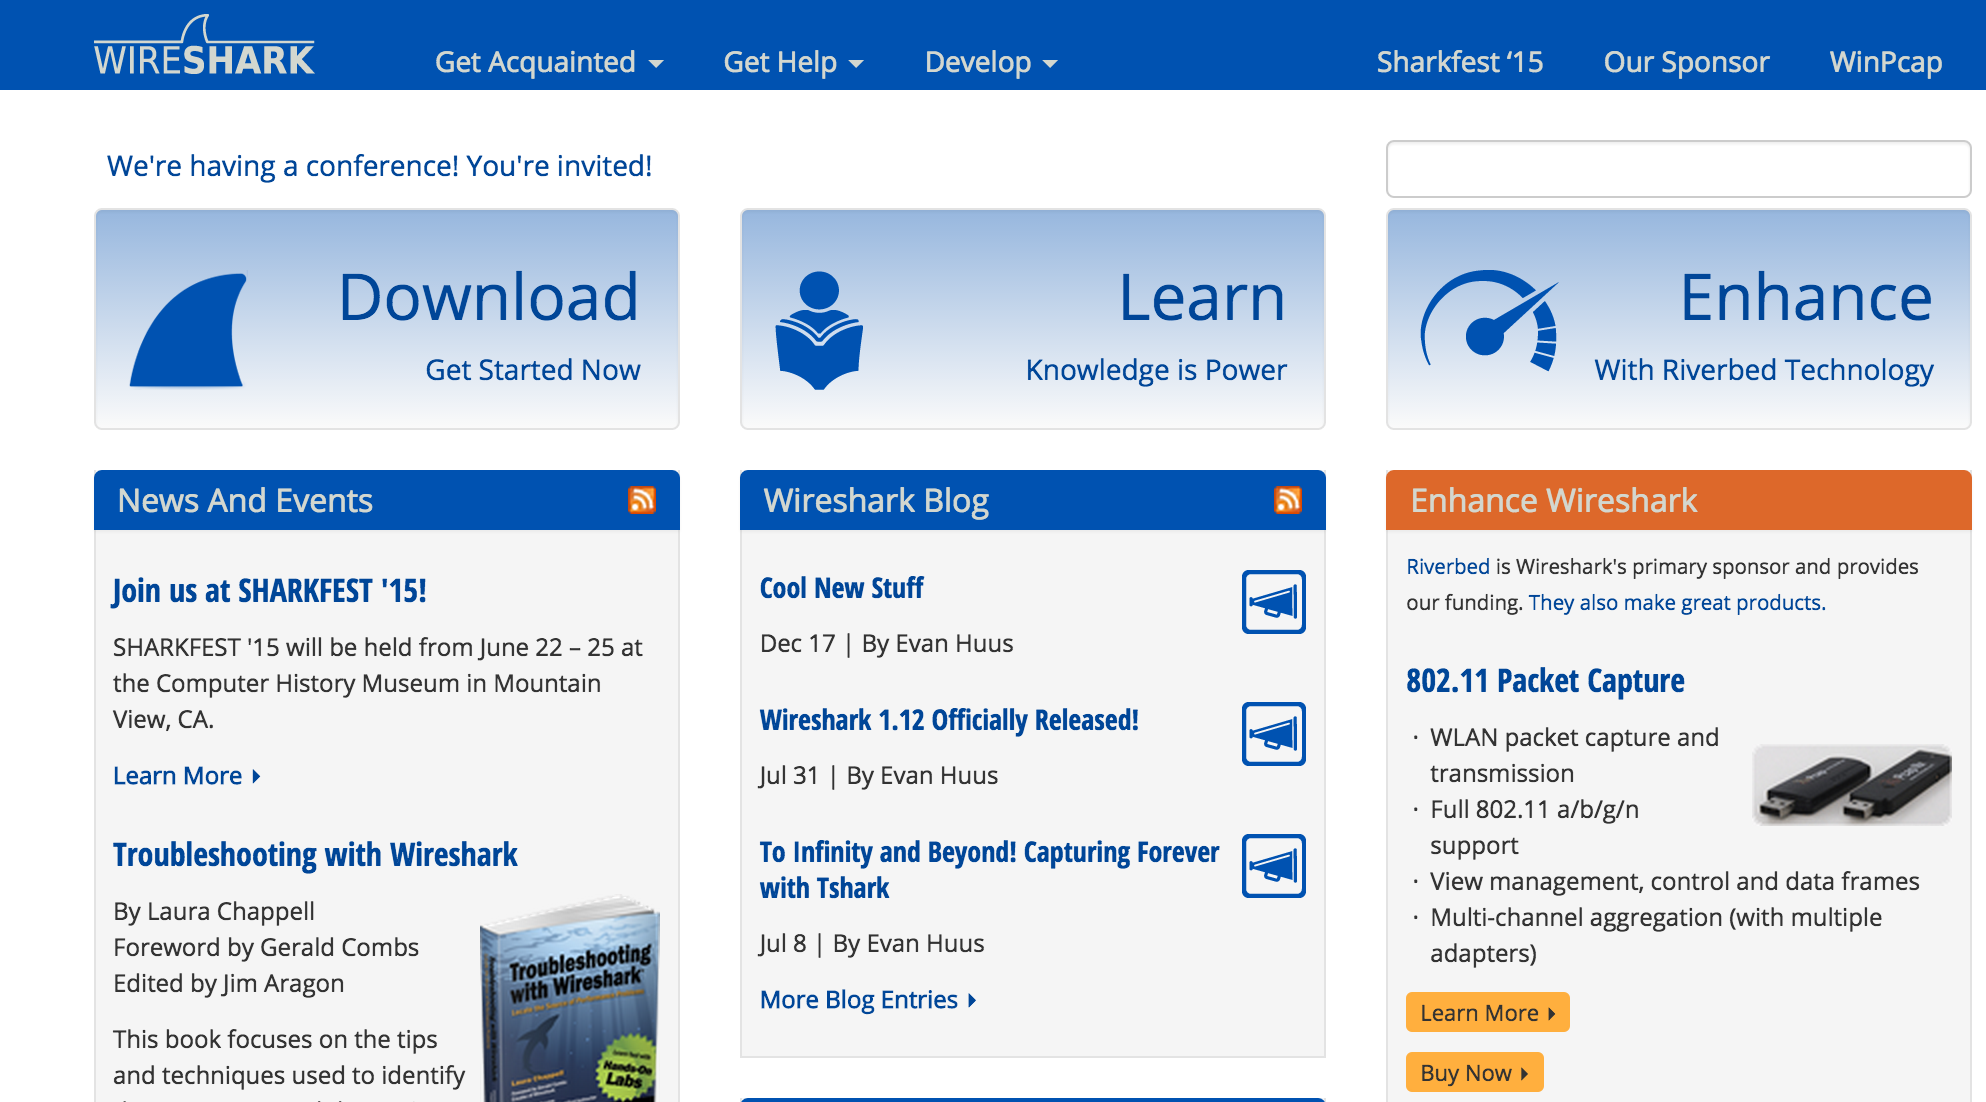 WIRESHARK
Get Acquainted
Get Help
Develop
Sharkfest ‘15
Our Sponsor
WinPcap
We're having a conference! You're invited!
Download
Get Started Now
Learn
Knowledge is Power
Enhance
With Riverbed Technology
News And Events
Join us at SHARKFEST '15!
SHARKFEST '15 will be held from June 22 – 25 at
the Computer History Museum in Mountain
View, CA.
Learn More
Troubleshooting with Wireshark
By Laura Chappell
Foreword by Gerald Combs
Edited by Jim Aragon
This book focuses on the tips
and techniques used to identify
Troubleshooting
with Wireshark
Laura Chappell
Hands-On
Labs
Wireshark Blog
Cool New Stuff
Dec 17 | By Evan Huus
Wireshark 1.12 Officially Released!
Jul 31 | By Evan Huus
To Infinity and Beyond! Capturing Forever
with Tshark
Jul 8 | By Evan Huus
More Blog Entries
Enhance Wireshark
Riverbed is Wireshark's primary sponsor and provides
our funding. They also make great products.
802.11 Packet Capture
· WLAN packet capture and
transmission
· Full 802.11 a/b/g/n
support
· View management, control and data frames
· Multi-channel aggregation (with multiple
adapters)
Learn More
Buy Now